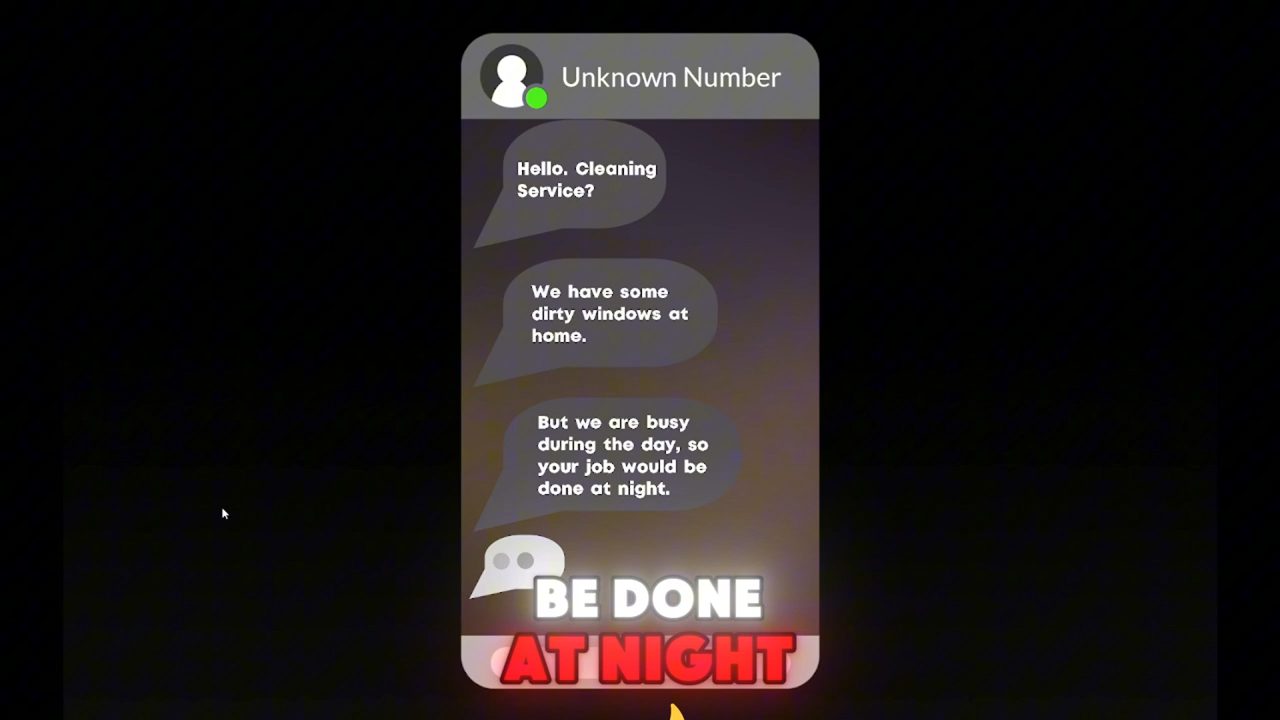 Unknown Number
Hello. Cleaning
Service?
We have some
dirty windows at
home.
But we are busy
during the day, so
your job would be
done at night.
BE DONE
AT NIGHT